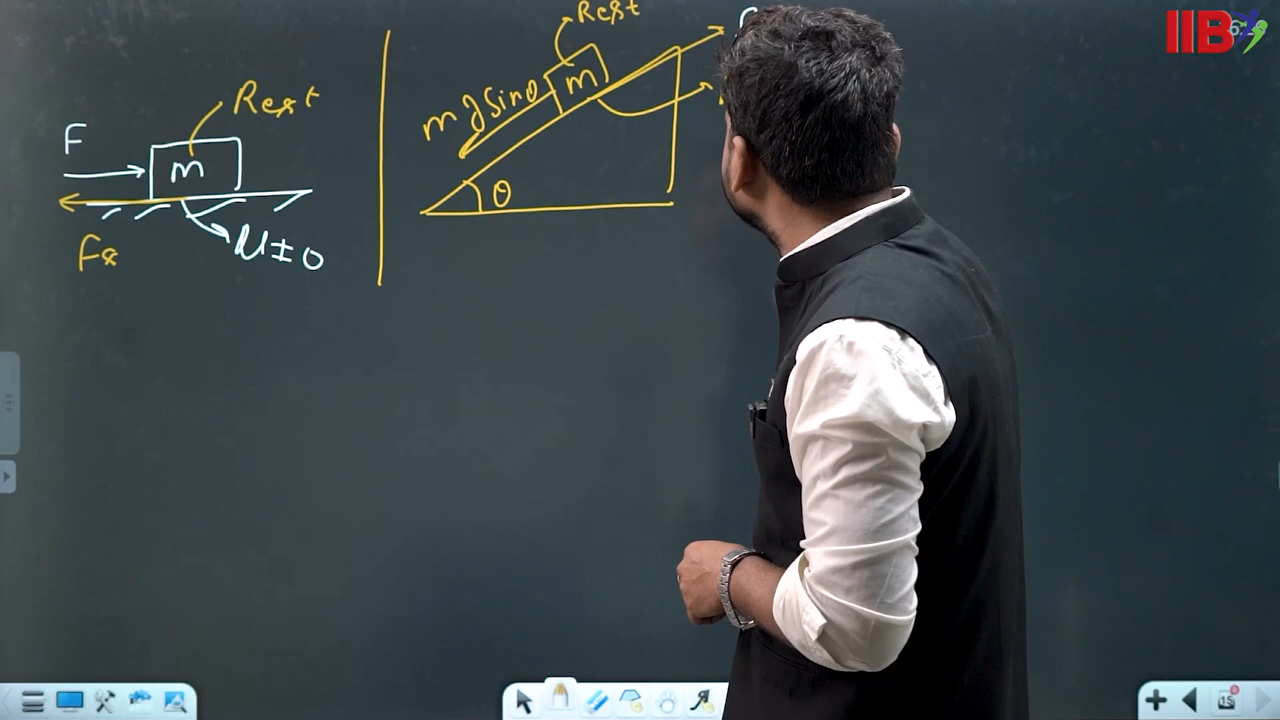 Rest
F
m
Fs
μ ≠ 0
Rest
mg sinθ
m
θ
IIB